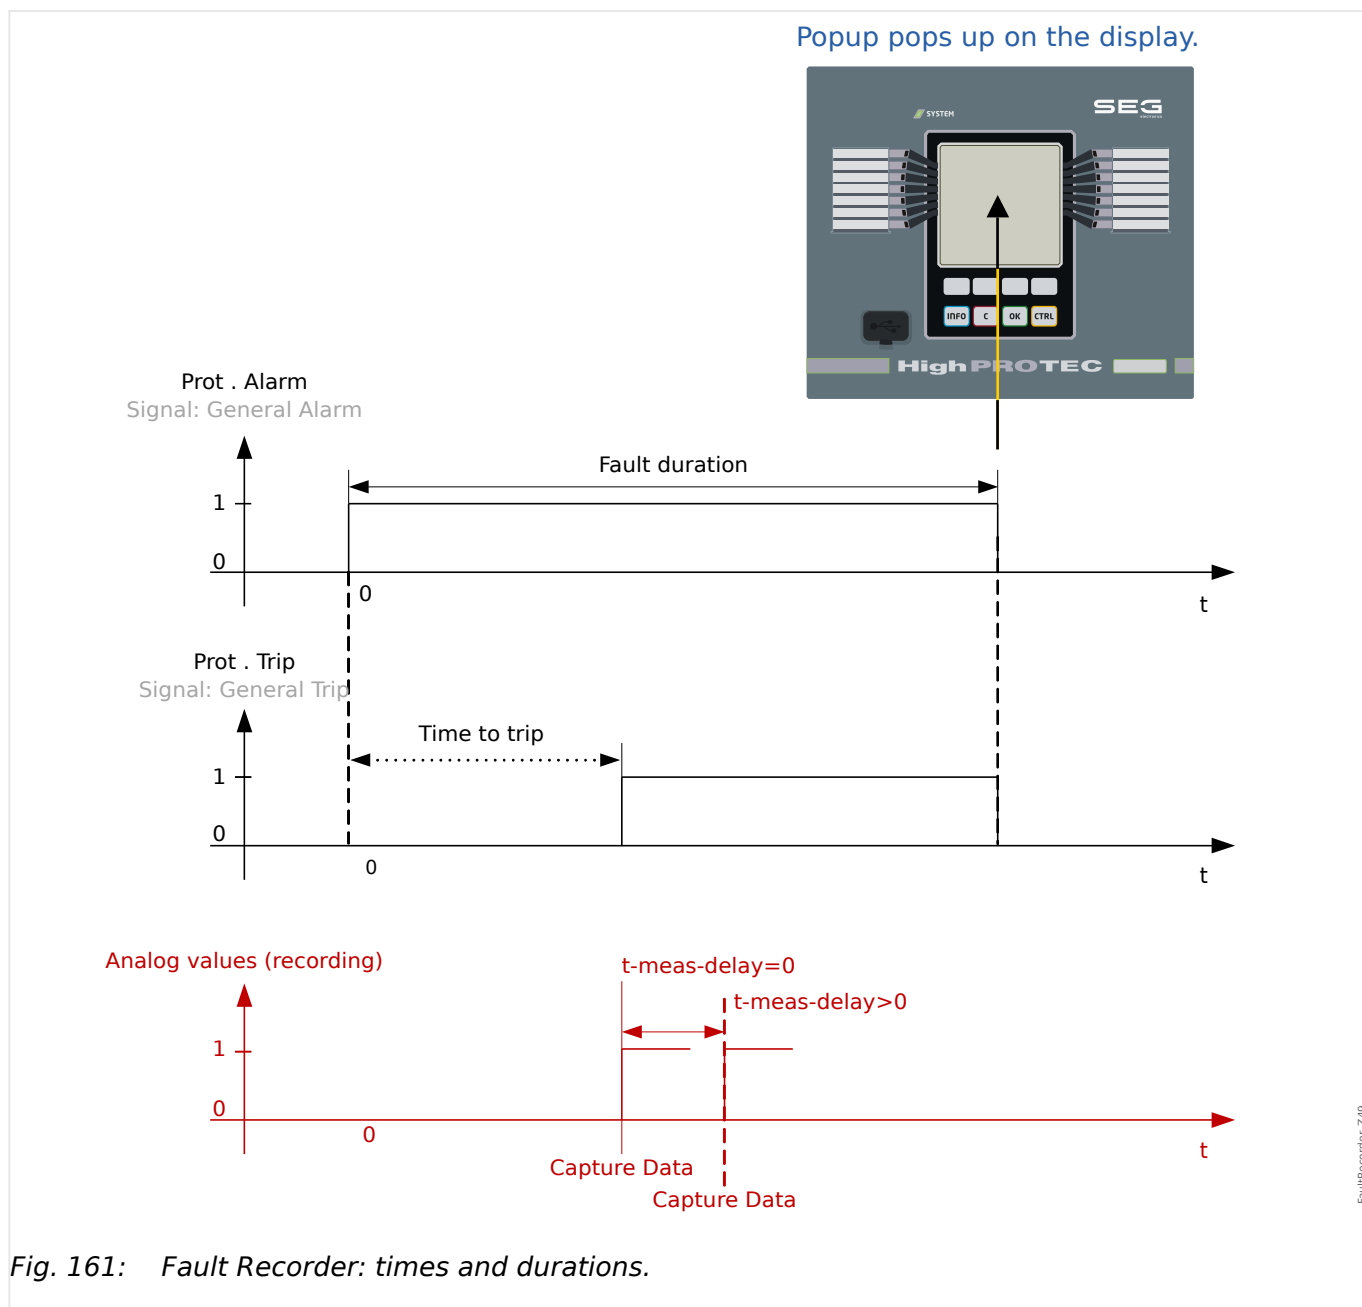 Popup pops up on the display.
SYSTEM
SEG
INFO
C
OK
CTRL
HighPROTEC
Prot . Alarm
Signal: General Alarm
Fault duration
1
0
0
t
Prot . Trip
Signal: General Trip
Time to trip
1
0
0
t
Analog values (recording)
t-meas-delay=0
t-meas-delay>0
1
0
0
t
Capture Data
Capture Data
Fig. 161: Fault Recorder: times and durations.